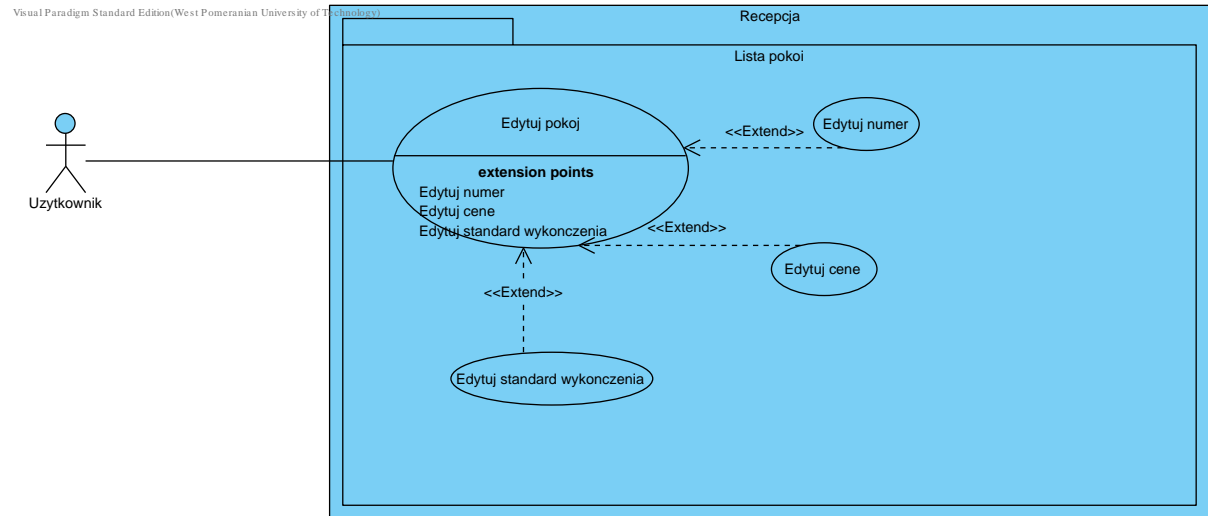 Visual Paradigm Standard Edition(West Pomeranian University of Technology)
Recepcja
Lista pokoi
Edytuj pokoj
extension points
Edytuj numer
Edytuj cene
Edytuj standard wykonczenia
<<Extend>>
Edytuj numer
Uzytkownik
<<Extend>>
Edytuj cene
<<Extend>>
Edytuj standard wykonczenia